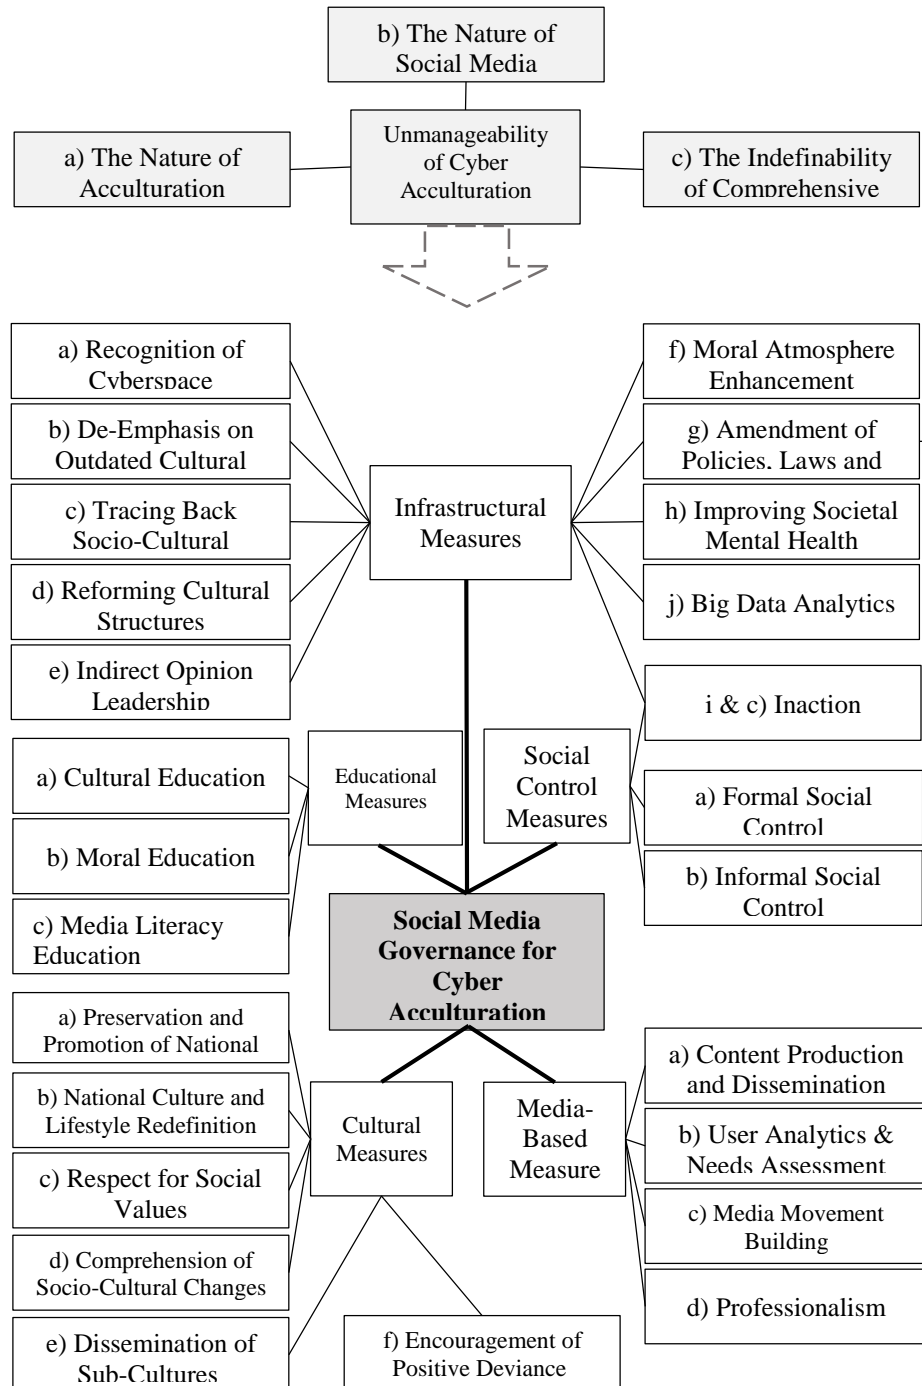 b) The Nature of
Social Media
Unmanageability
of Cyber
Acculturation
a) The Nature of
Acculturation
c) The Indefinability
of Comprehensive
a) Recognition of
Cyberspace
b) De-Emphasis on
Outdated Cultural
c) Tracing Back
Socio-Cultural
d) Reforming Cultural
Structures
e) Indirect Opinion
Leadership
Infrastructural
Measures
f) Moral Atmosphere
Enhancement
g) Amendment of
Policies, Laws and
h) Improving Societal
Mental Health
j) Big Data Analytics
i & c) Inaction
a) Cultural Education
b) Moral Education
c) Media Literacy
Education
Educational
Measures
Social
Control
Measures
a) Formal Social
Control
b) Informal Social
Control
Social Media
Governance for
Cyber
Acculturation
a) Preservation and
Promotion of National
b) National Culture and
Lifestyle Redefinition
c) Respect for Social
Values
d) Comprehension of
Socio-Cultural Changes
e) Dissemination of
Sub-Cultures
Cultural
Measures
f) Encouragement of
Positive Deviance
Media-
Based
Measure
a) Content Production
and Dissemination
b) User Analytics &
Needs Assessment
c) Media Movement
Building
d) Professionalism